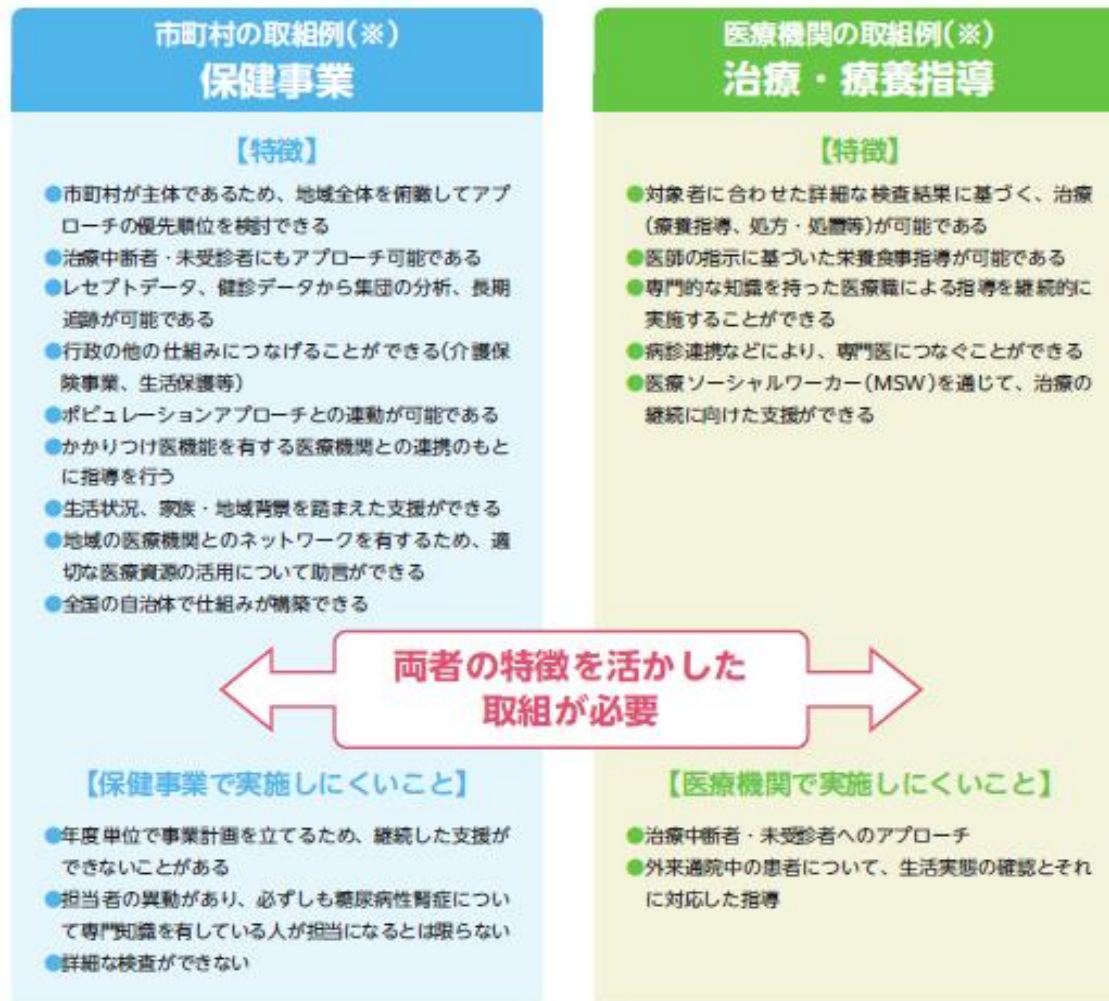 市町村の取組例(※)
保健事業
【特徴】
●市町村が主体であるため、地域全体を俯瞰してアプ
ローチの優先順位を検討できる
●治療中断者・未受診者にもアプローチ可能である
●レセプトデータ、健診データから集団の分析、長期
追跡が可能である
●行政の他の仕組みにつなげることができる(介護保
険事業、生活保護等)
●ポピュレーションアプローチとの連動が可能である
●かかりつけ医機能を有する医療機関との連携のもと
に指導を行う
●生活状況、家族・地域背景を踏まえた支援ができる
●地域の医療機関とのネットワークを有するため、適
切な医療資源の活用について助言ができる
●全国の自治体で仕組みが構築できる
医療機関の取組例(※)
治療・療養指導
【特徴】
●対象者に合わせた詳細な検査結果に基づく、治療
(療養指導、処方・処置等)が可能である
●医師の指示に基づいた栄養食事指導が可能である
●専門的な知識を持った医療職による指導を継続的に
実施することができる
●病診連携などにより、専門医につなぐことができる
●医療ソーシャルワーカー(MSW)を通じて、治療の
継続に向けた支援ができる
両者の特徴を活かした
取組が必要
【保健事業で実施しにくいこと】
●年度単位で事業計画を立てるため、継続した支援が
できないことがある
●担当者の異動があり、必ずしも糖尿病性腎症につい
て専門知識を有している人が担当になるとは限らない
●詳細な検査ができない
【医療機関で実施しにくいこと】
●治療中断者・未受診者へのアプローチ
●外来通院中の患者について、生活実態の確認とそれ
に対応した指導